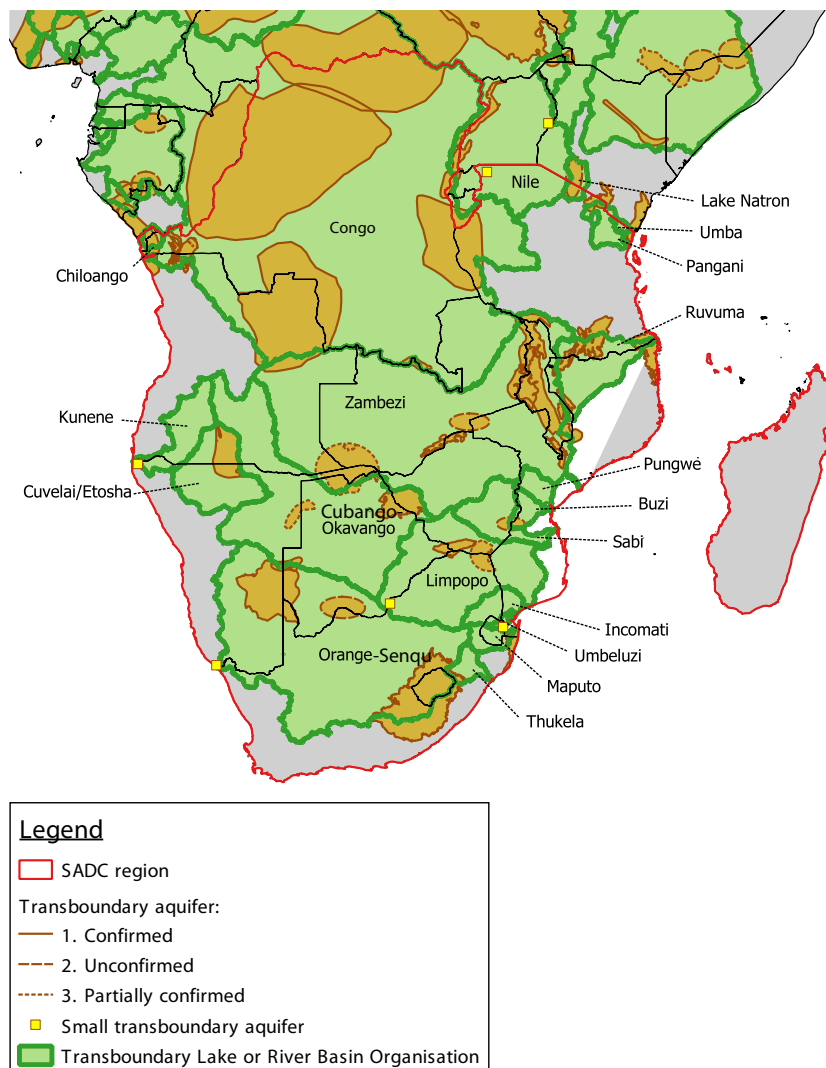 Nile
Lake Natron
Congo
Umba
Pangani
Chiloango
Ruvuma
Zambezi
Kunene
Pungwè
Cuvelai/Etosha
Buzi
Cubango-
Okavango
Sabi
Limpopo
Incomati
Orange-Senqu
Umbeluzi
Maputo
Thukela
Legend
SADC region
Transboundary aquifer:
1. Confirmed
2. Unconfirmed
3. Partially confirmed
Small transboundary aquifer
Transboundary Lake or River Basin Organisation